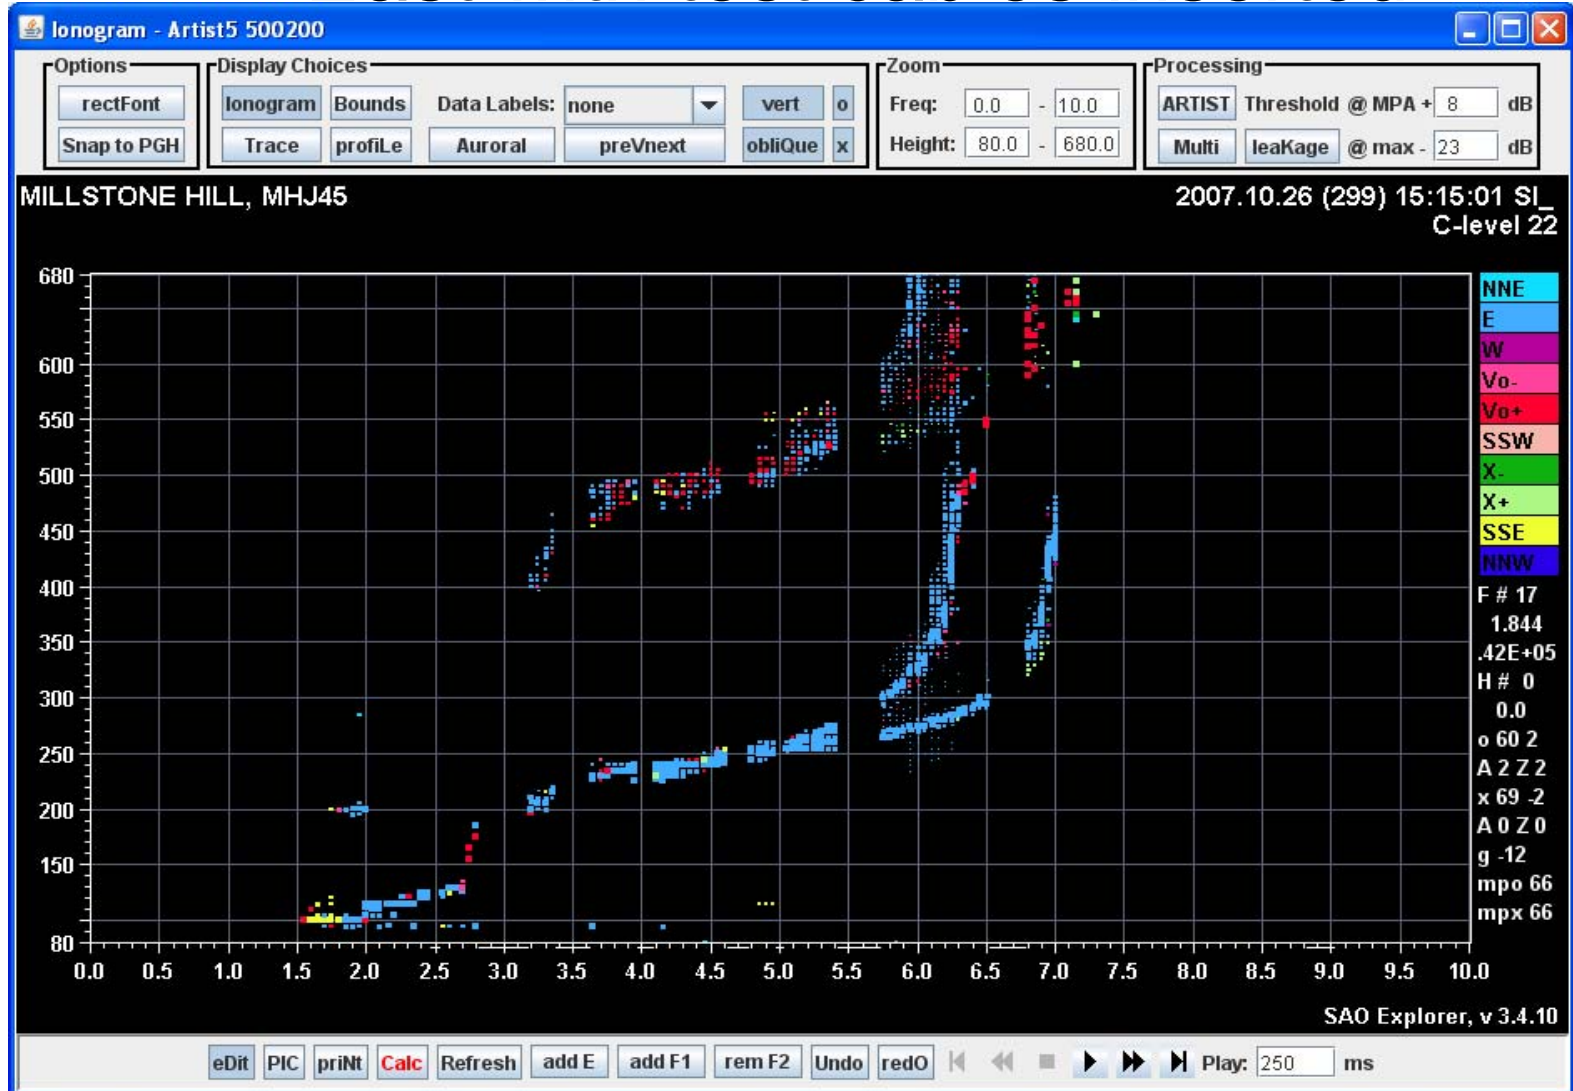 Ionogram - Artist5 500200
Options Display Choices Zoom Processing
rectFont Ionogram Bounds Data Labels: none vert o Freq: 0.0 - 10.0 ARTIST Threshold @ MPA + 8 dB
Snap to PGH Trace profiLe Auroral preVnext obliQue x Height: 80.0 - 680.0 Multi leaKage @ max - 23 dB
MILLSTONE HILL, MHJ45 2007.10.26 (299) 15:15:01 SI_
C-level 22
680
600
550
500
450
400
350
300
250
200
150
80
0.0 0.5 1.0 1.5 2.0 2.5 3.0 3.5 4.0 4.5 5.0 5.5 6.0 6.5 7.0 7.5 8.0 8.5 9.0 9.5 10.0
NNE
E
W
Vo-
Vo+
SSW
X-
X+
SSE
NNW
F # 17
1.844
.42E+05
H # 0
0.0
o 60 2
A 2 Z 2
x 69 -2
A 0 Z 0
g -12
mpo 66
mpx 66
SAO Explorer, v 3.4.10
eDit PIC priNt Calc Refresh add E add F1 rem F2 Undo redO Play: 250 ms